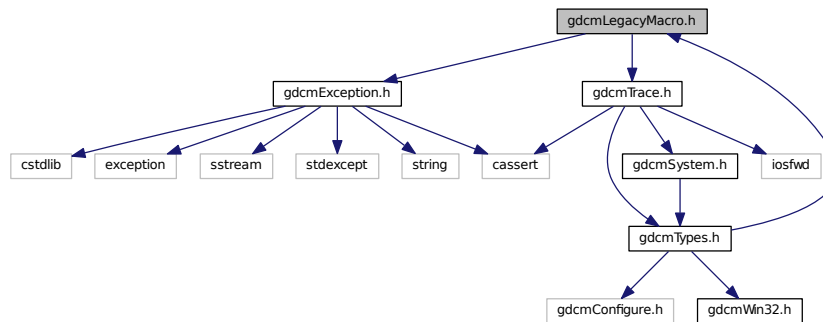 gdcmLegacyMacro.h
gdcmException.h
gdcmTrace.h
cstdlib
exception
sstream
stdexcept
string
cassert
gdcmSystem.h
iosfwd
gdcmTypes.h
gdcmConfigure.h
gdcmWin32.h